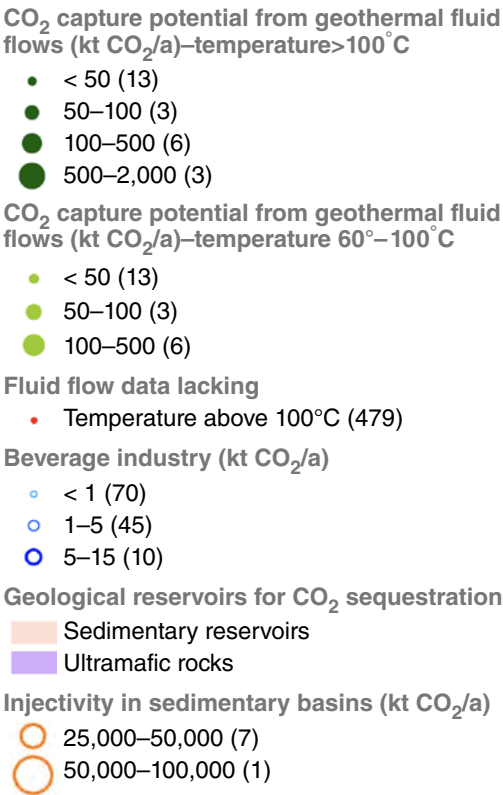 CO₂ capture potential from geothermal fluid
flows (kt CO₂/a)–temperature>100°C
< 50 (13)
50–100 (3)
100–500 (6)
500–2,000 (3)
CO₂ capture potential from geothermal fluid
flows (kt CO₂/a)–temperature 60°–100°C
< 50 (13)
50–100 (3)
100–500 (6)
Fluid flow data lacking
Temperature above 100°C (479)
Beverage industry (kt CO₂/a)
< 1 (70)
1–5 (45)
5–15 (10)
Geological reservoirs for CO₂ sequestration
Sedimentary reservoirs
Ultramafic rocks
Injectivity in sedimentary basins (kt CO₂/a)
25,000–50,000 (7)
50,000–100,000 (1)